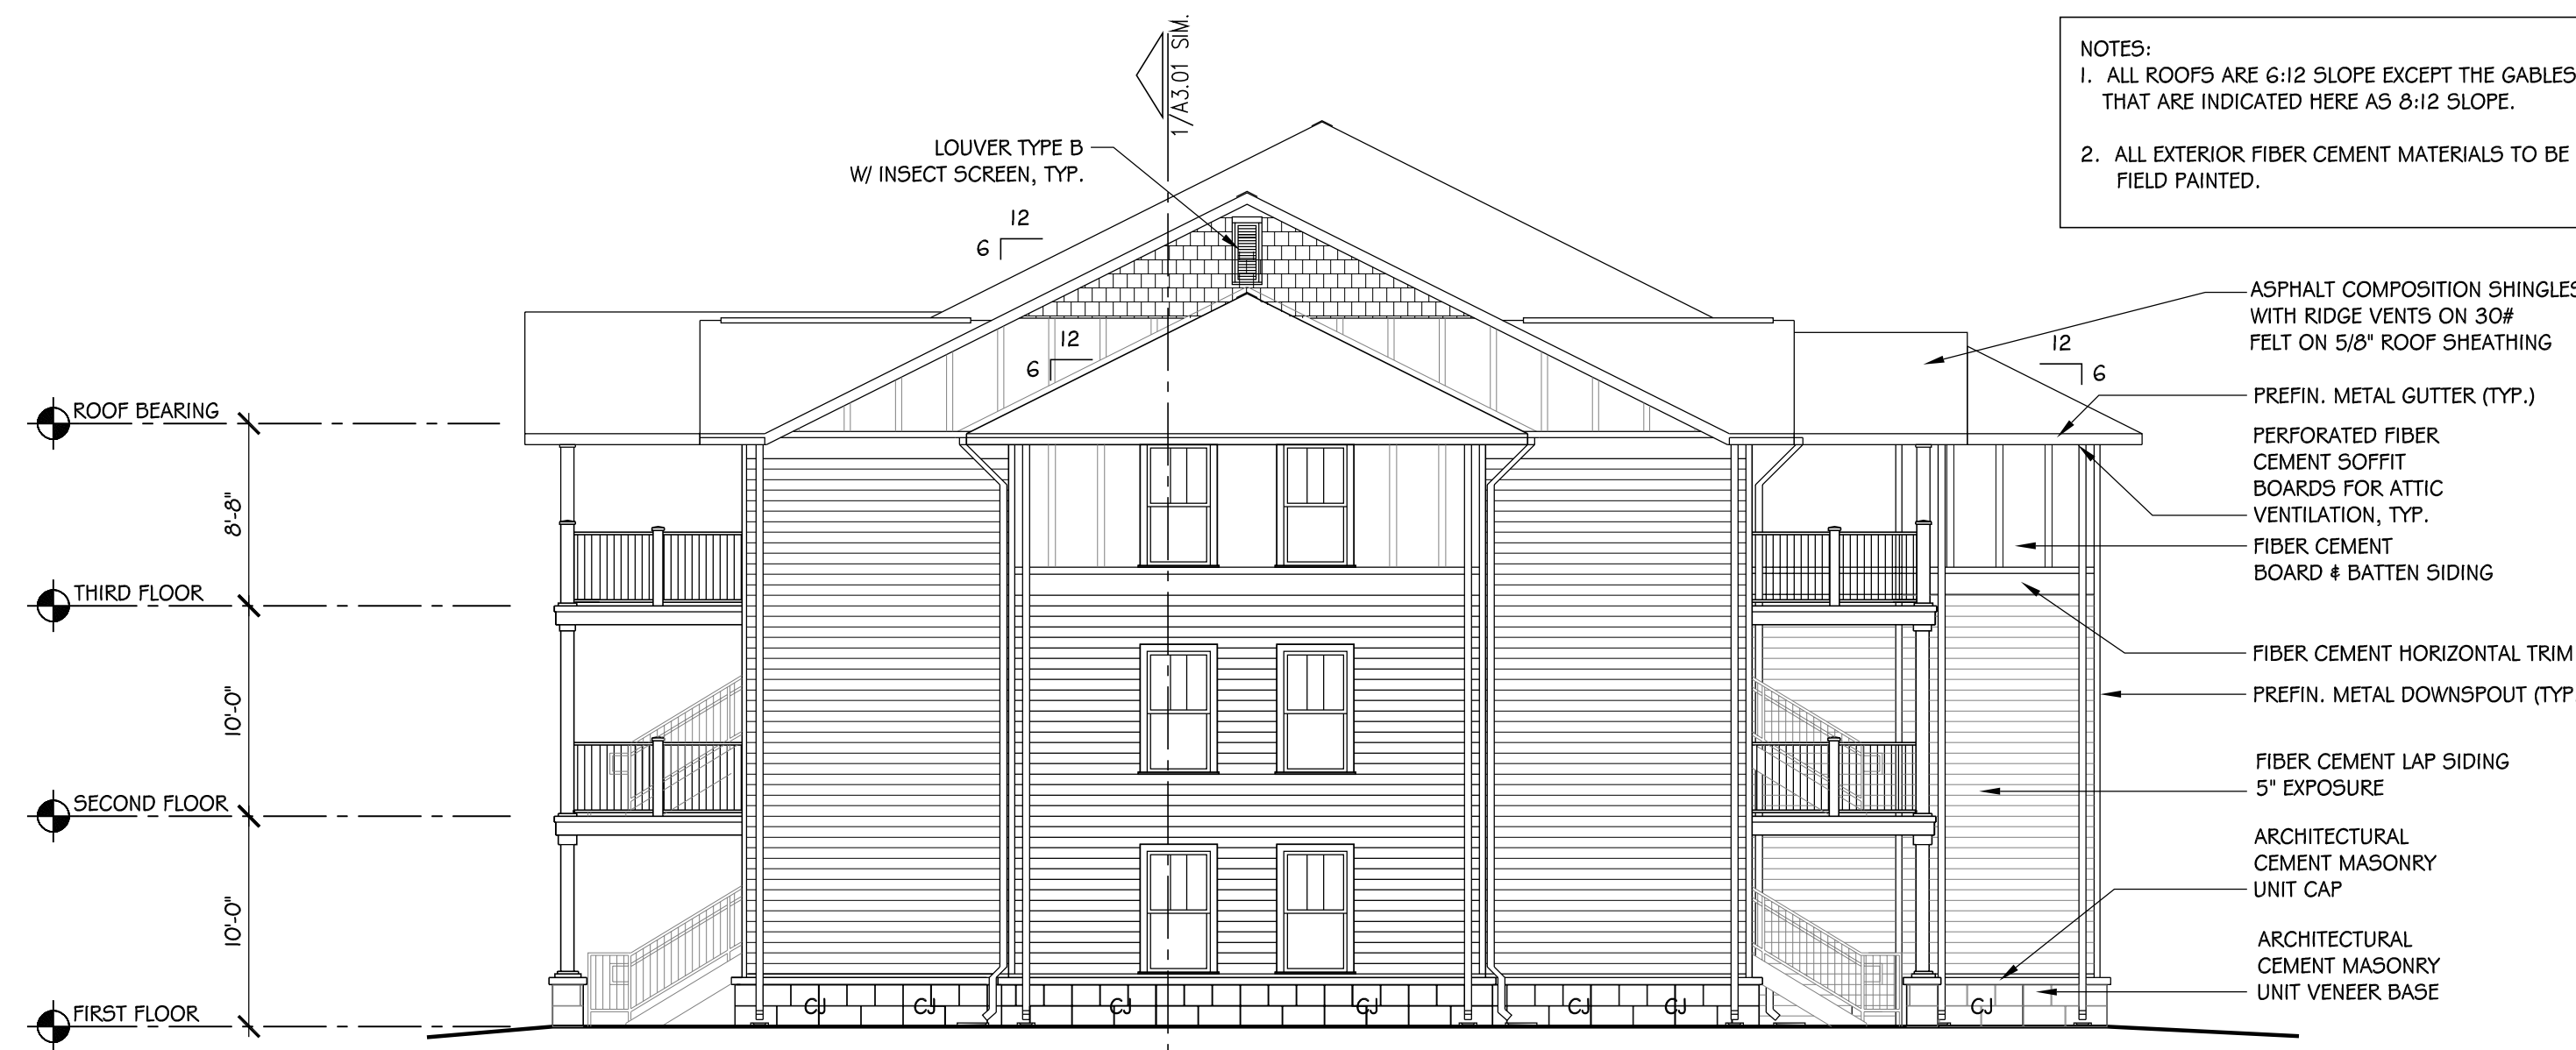 1/A3.01 SIM.
NOTES:
1. ALL ROOFS ARE 6:12 SLOPE EXCEPT THE GABLES
THAT ARE INDICATED HERE AS 8:12 SLOPE.
2. ALL EXTERIOR FIBER CEMENT MATERIALS TO BE
FIELD PAINTED.
LOUVER TYPE B
W/ INSECT SCREEN, TYP.
12
6
12
6
12
6
ASPHALT COMPOSITION SHINGLES
WITH RIDGE VENTS ON 30#
FELT ON 5/8" ROOF SHEATHING
PREFIN. METAL GUTTER (TYP.)
PERFORATED FIBER
CEMENT SOFFIT
BOARDS FOR ATTIC
VENTILATION, TYP.
FIBER CEMENT
BOARD & BATTEN SIDING
FIBER CEMENT HORIZONTAL TRIM
PREFIN. METAL DOWNSPOUT (TYP
FIBER CEMENT LAP SIDING
5" EXPOSURE
ARCHITECTURAL
CEMENT MASONRY
UNIT CAP
ARCHITECTURAL
CEMENT MASONRY
UNIT VENEER BASE
ROOF BEARING
8'-8"
THIRD FLOOR
10'-0"
SECOND FLOOR
10'-0"
FIRST FLOOR
CJ CJ CJ CJ CJ CJ CJ